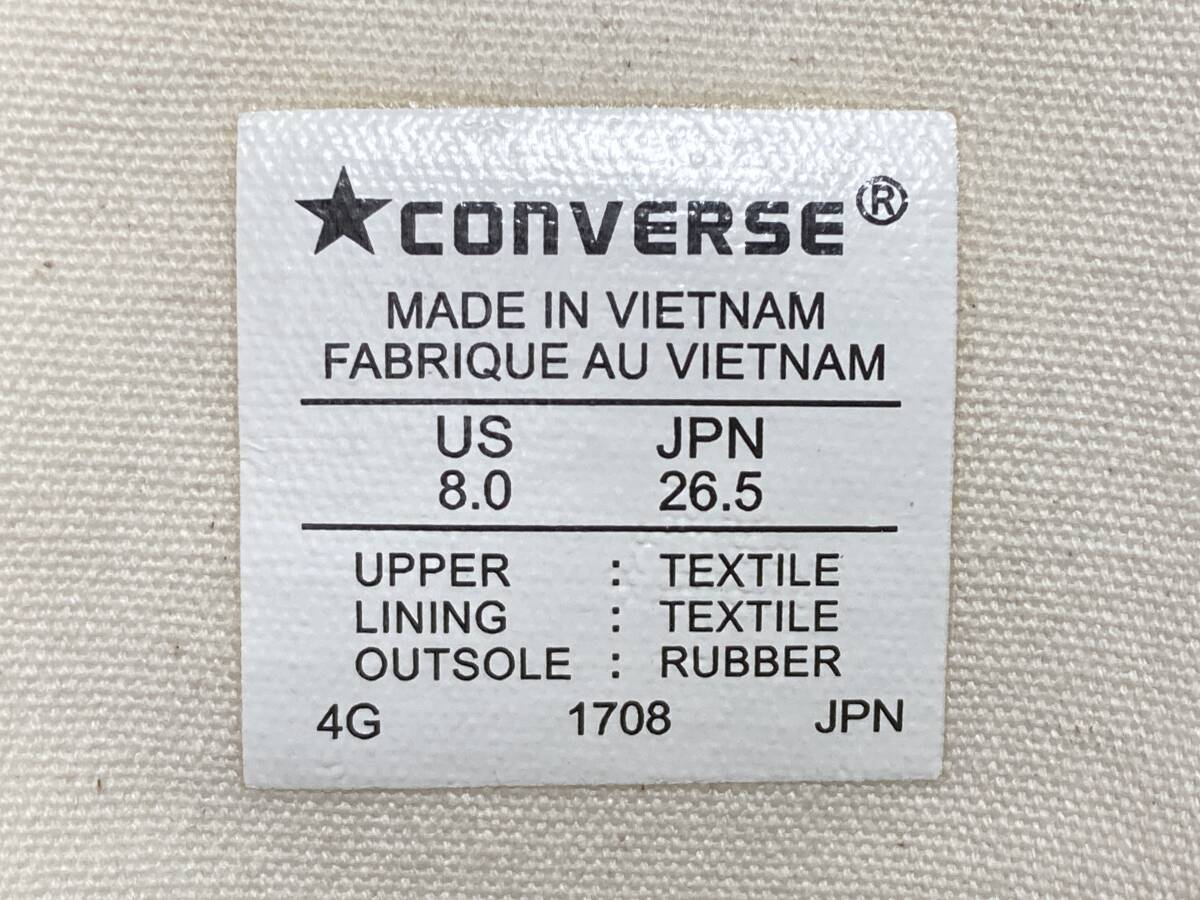 ★CONVERSE®
MADE IN VIETNAM
FABRIQUE AU VIETNAM
US JPN
8.0 26.5
UPPER : TEXTILE
LINING : TEXTILE
OUTSOLE : RUBBER
4G 1708 JPN